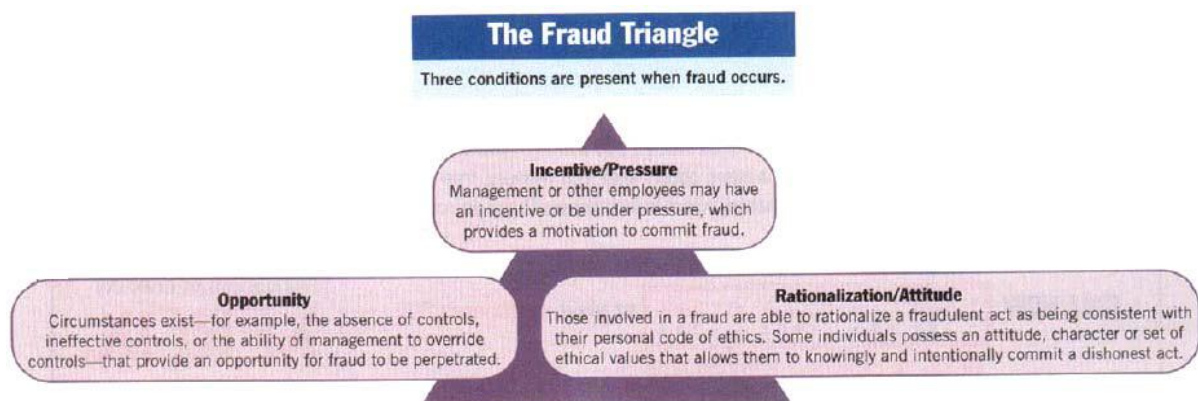 The Fraud Triangle
Three conditions are present when fraud occurs.
Incentive/Pressure
Management or other employees may have
an incentive or be under pressure, which
provides a motivation to commit fraud.
Opportunity
Circumstances exist—for example, the absence of controls,
ineffective controls, or the ability of management to override
controls—that provide an opportunity for fraud to be perpetrated.
Rationalization/Attitude
Those involved in a fraud are able to rationalize a fraudulent act as being consistent with
their personal code of ethics. Some individuals possess an attitude, character or set of
ethical values that allows them to knowingly and intentionally commit a dishonest act.